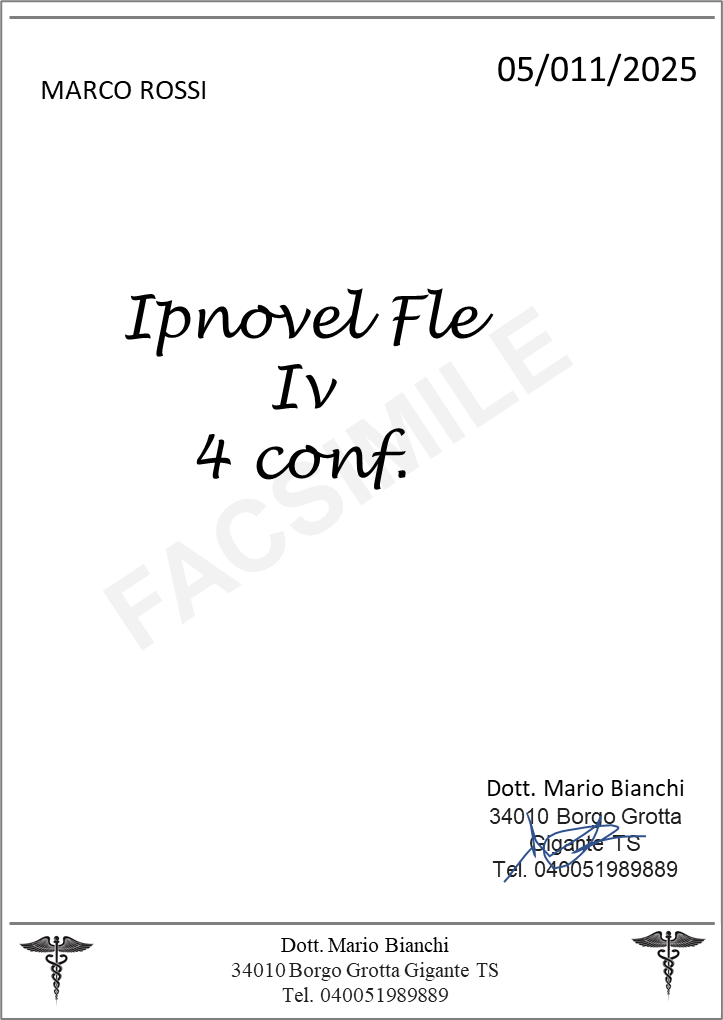 05/011/2025
MARCO ROSSI
Ipnovel Fle
Iv
4 conf.
FACSIMILE
Dott. Mario Bianchi
34010 Borgo Grotta
Gigante TS
Tel. 040051989889
Dott. Mario Bianchi
34010 Borgo Grotta Gigante TS
Tel. 040051989889